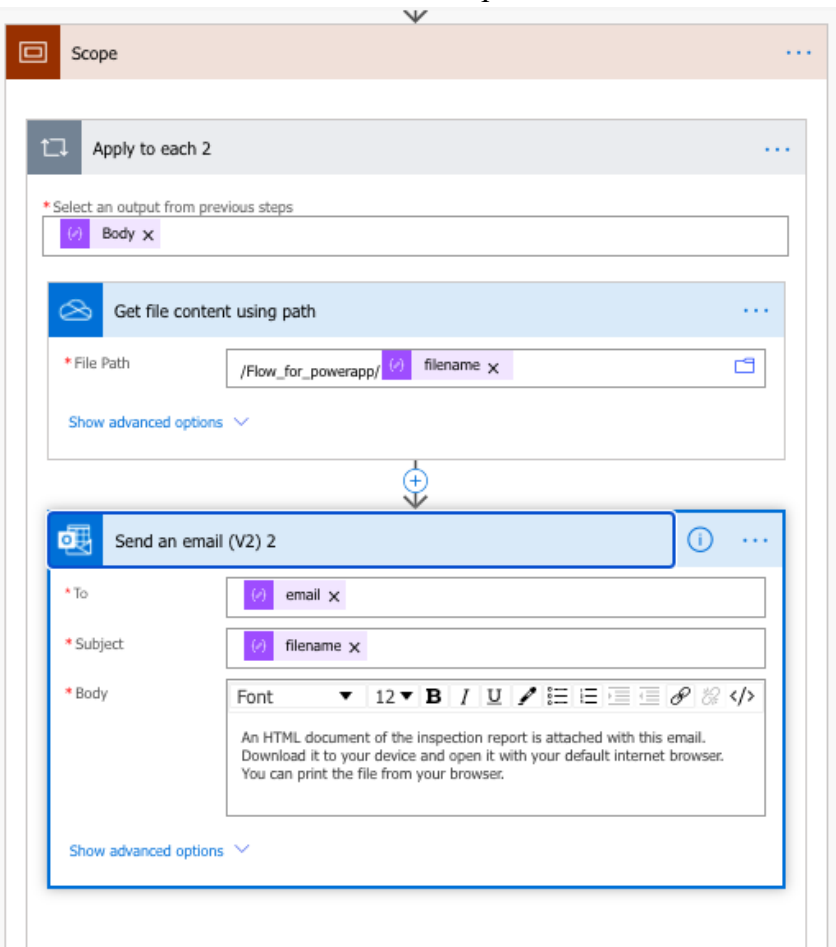 Scope
Apply to each 2
* Select an output from previous steps
Body x
Get file content using path
* File Path
/Flow_for_powerapp/ filename x
Show advanced options
Send an email (V2) 2
* To
email x
* Subject
filename x
* Body
Font 12 B I U </>
An HTML document of the inspection report is attached with this email.
Download it to your device and open it with your default internet browser.
You can print the file from your browser.
Show advanced options